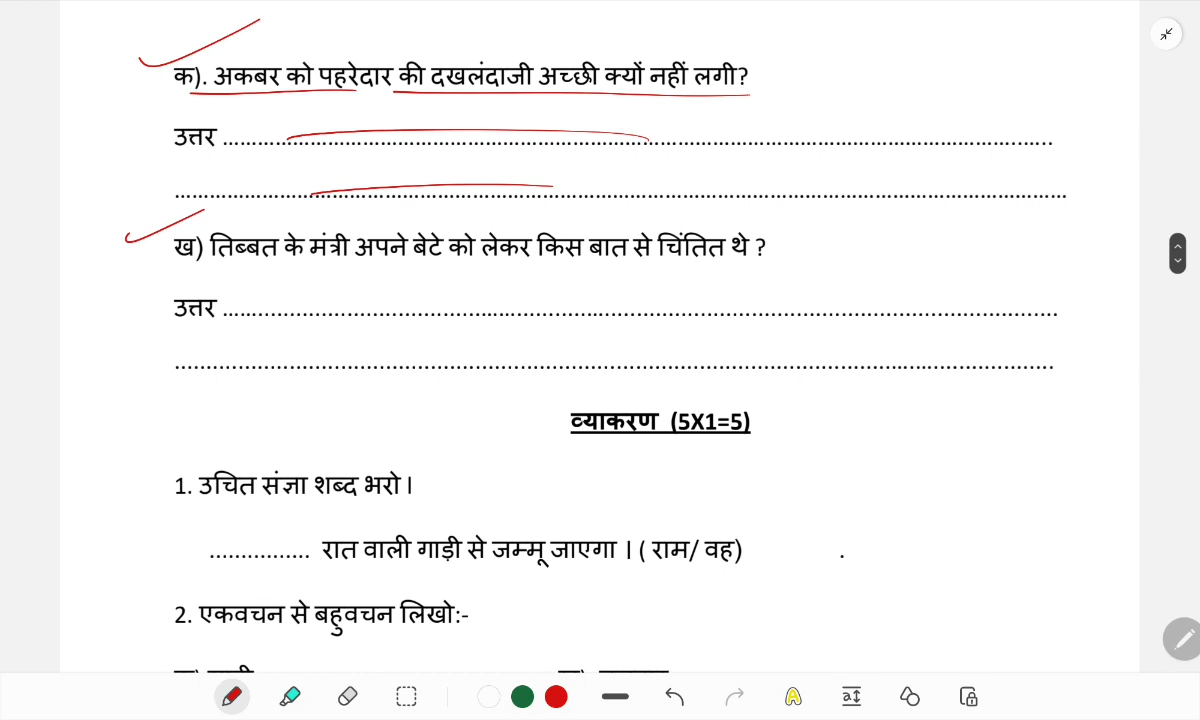 क). अकबर को पहरेदार की दखलंदाजी अच्छी क्यों नहीं लगी?
उत्तर ..............................................................................................................
..............................................................................................................................
ख) तिब्बत के मंत्री अपने बेटे को लेकर किस बात से चिंतित थे ?
उत्तर ..............................................................................................................
..............................................................................................................................
व्याकरण (5X1=5)
1. उचित संज्ञा शब्द भरो ।
................ रात वाली गाड़ी से जम्मू जाएगा । ( राम/ वह) .
2. एकवचन से बहुवचन लिखो:-